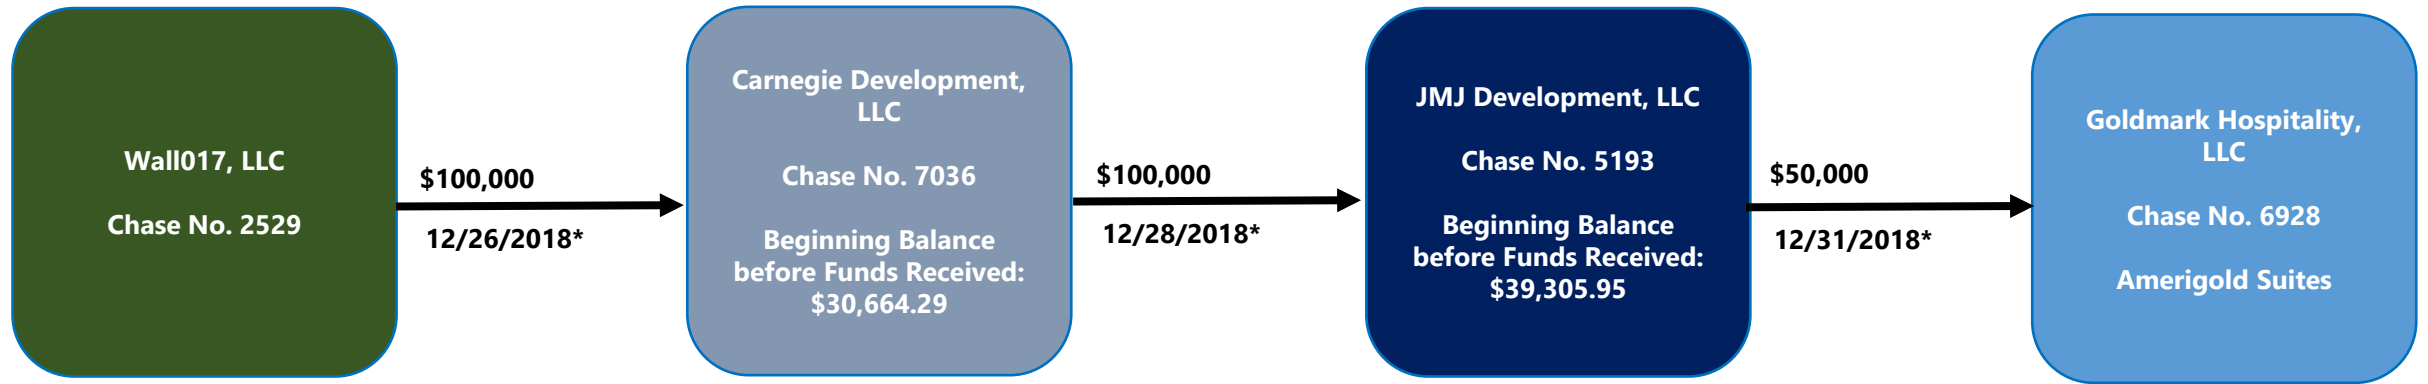 Wall017, LLC
Chase No. 2529
$100,000
12/26/2018*
Carnegie Development,
LLC
Chase No. 7036
Beginning Balance
before Funds Received:
$30,664.29
$100,000
12/28/2018*
JMJ Development, LLC
Chase No. 5193
Beginning Balance
before Funds Received:
$39,305.95
$50,000
12/31/2018*
Goldmark Hospitality,
LLC
Chase No. 6928
Amerigold Suites